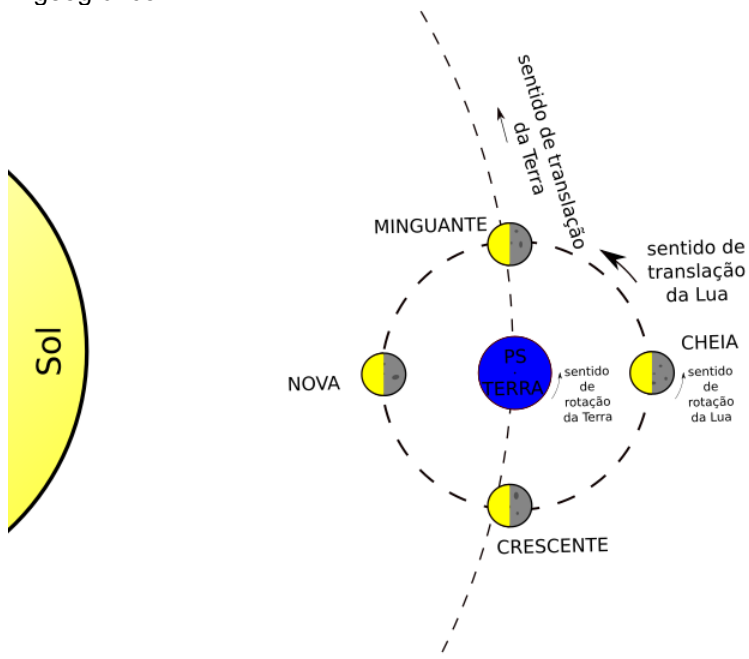 sentido de translação
da Terra
MINGUANTE
sentido de
translação
da Lua
Sol
PS
TERRA
NOVA
CHEIA
sentido
de
rotação
da Terra
sentido
de
rotação
da Lua
CRESCENTE